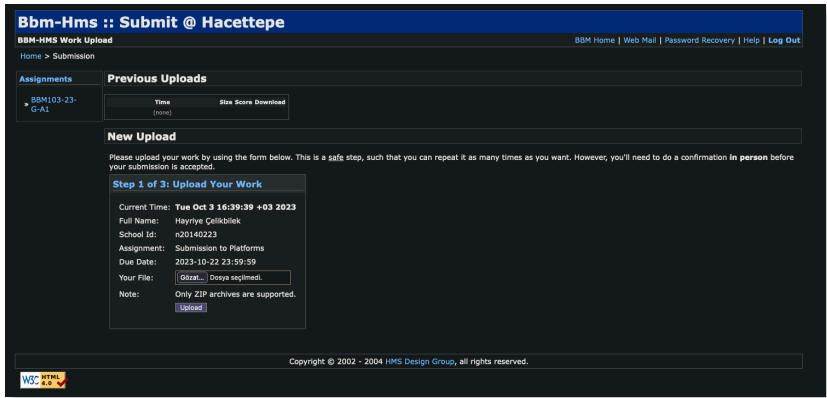 Bbm-Hms :: Submit @ Hacettepe
BBM-HMS Work Upload
BBM Home | Web Mail | Password Recovery | Help | Log Out
Home > Submission
Assignments
» BBM103-23-
G-A1
Previous Uploads
Time Size Score Download
(none)
New Upload
Please upload your work by using the form below. This is a safe step, such that you can repeat it as many times as you want. However, you'll need to do a confirmation in person before
your submission is accepted.
Step 1 of 3: Upload Your Work
Current Time: Tue Oct 3 16:39:39 +03 2023
Full Name: Hayriye Çelikbilek
School Id: n20140223
Assignment: Submission to Platforms
Due Date: 2023-10-22 23:59:59
Your File: Gözat... Dosya seçilmedi.
Note: Only ZIP archives are supported.
Upload
Copyright © 2002 - 2004 HMS Design Group, all rights reserved.
W3C HTML
4.0